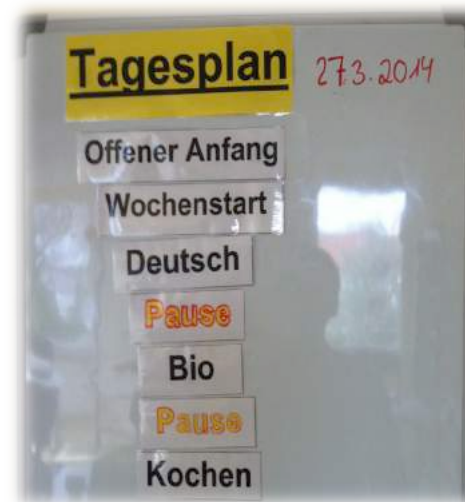 Tagesplan 27.3.2014
Offener Anfang
Wochenstart
Deutsch
Pause
Bio
Pause
Kochen